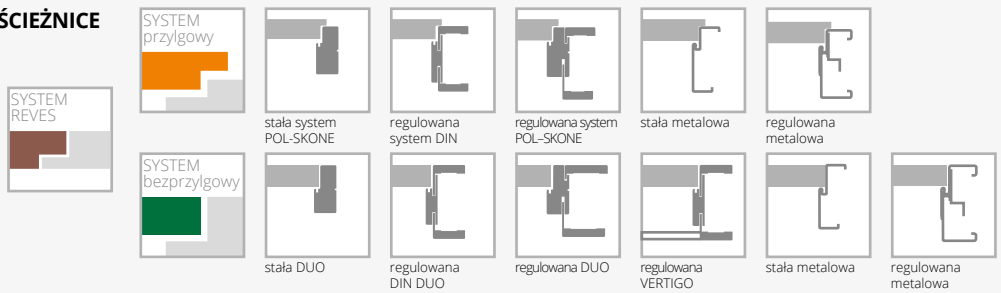 ŚCIEŻNICE
SYSTEM
REVES
SYSTEM
przylgowy
stała system
POL-SKONE
regulowana
system DIN
regulowana system
POL–SKONE
stała metalowa
regulowana
metalowa
SYSTEM
bezprzylgowy
stała DUO
regulowana
DIN DUO
regulowana DUO
regulowana
VERTIGO
stała metalowa
regulowana
metalowa